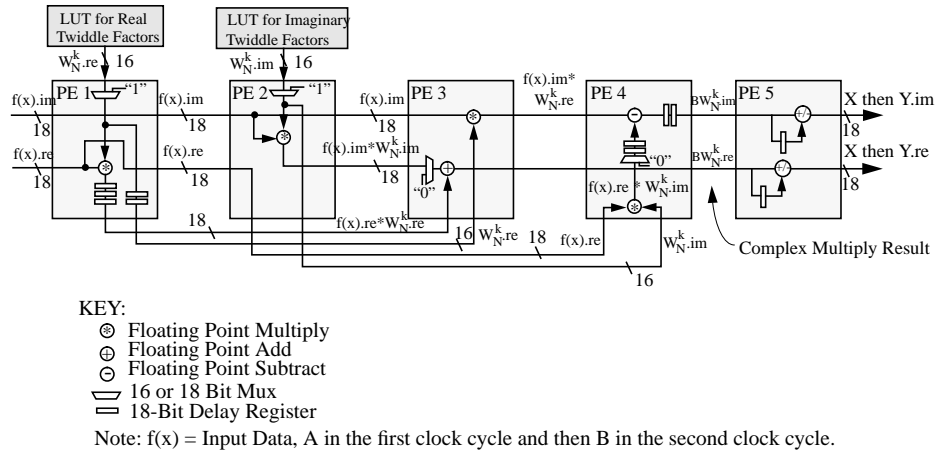 LUT for Real
Twiddle Factors
LUT for Imaginary
Twiddle Factors
W_N^k.re 16
W_N^k.im 16
PE 1
"1"
PE 2
"1"
PE 3
PE 4
PE 5
f(x).im
18
f(x).im
18
f(x).im
18
f(x).im*
W_N^k.re
BW_N^k.im
X then Y.im
18
f(x).re
18
f(x).re
18
f(x).im*W_N^k.im
18
"0"
"0"
f(x).re * W_N^k.im
BW_N^k.re
X then Y.re
18
+/-
+/-
18
f(x).re*W_N^k.re
16
W_N^k.re
18
f(x).re
W_N^k.im
16
Complex Multiply Result
KEY:
Floating Point Multiply
Floating Point Add
Floating Point Subtract
16 or 18 Bit Mux
18-Bit Delay Register
Note: f(x) = Input Data, A in the first clock cycle and then B in the second clock cycle.